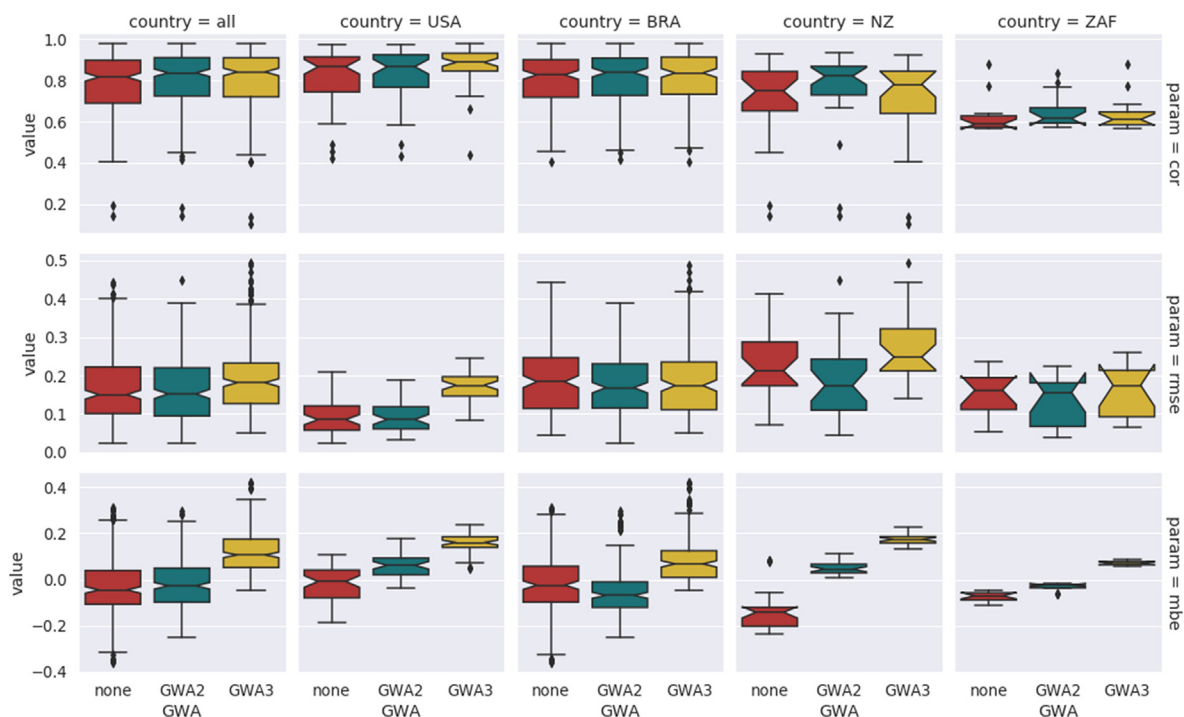 country = all
country = USA
country = BRA
country = NZ
country = ZAF
1.0
0.8
0.6
0.4
0.2
value
param = cor
0.5
0.4
0.3
0.2
0.1
0.0
value
param = rmse
0.4
0.2
0.0
−0.2
−0.4
value
param = mbe
none GWA2 GWA3
GWA
none GWA2 GWA3
GWA
none GWA2 GWA3
GWA
none GWA2 GWA3
GWA
none GWA2 GWA3
GWA